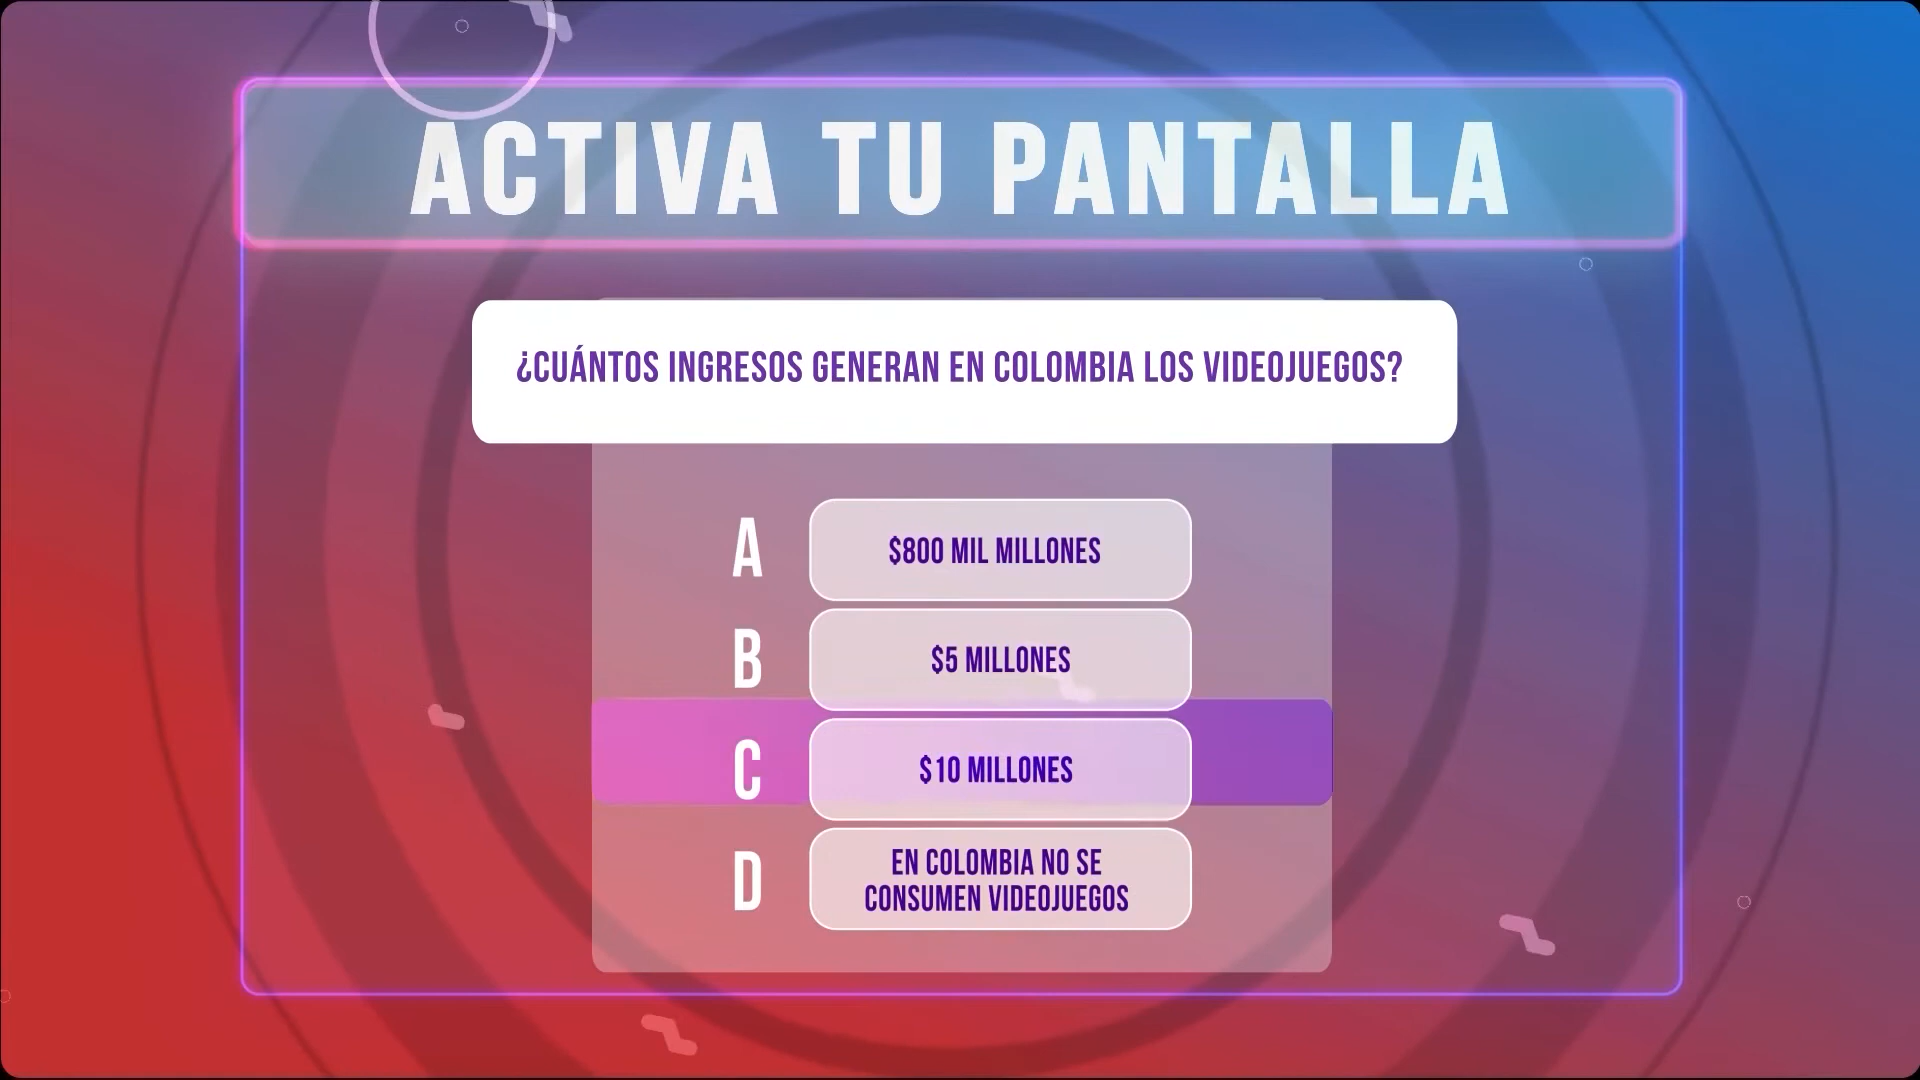 ACTIVA TU PANTALLA
¿CUÁNTOS INGRESOS GENERAN EN COLOMBIA LOS VIDEOJUEGOS?
A $800 MIL MILLONES
B $5 MILLONES
C $10 MILLONES
D EN COLOMBIA NO SE
CONSUMEN VIDEOJUEGOS